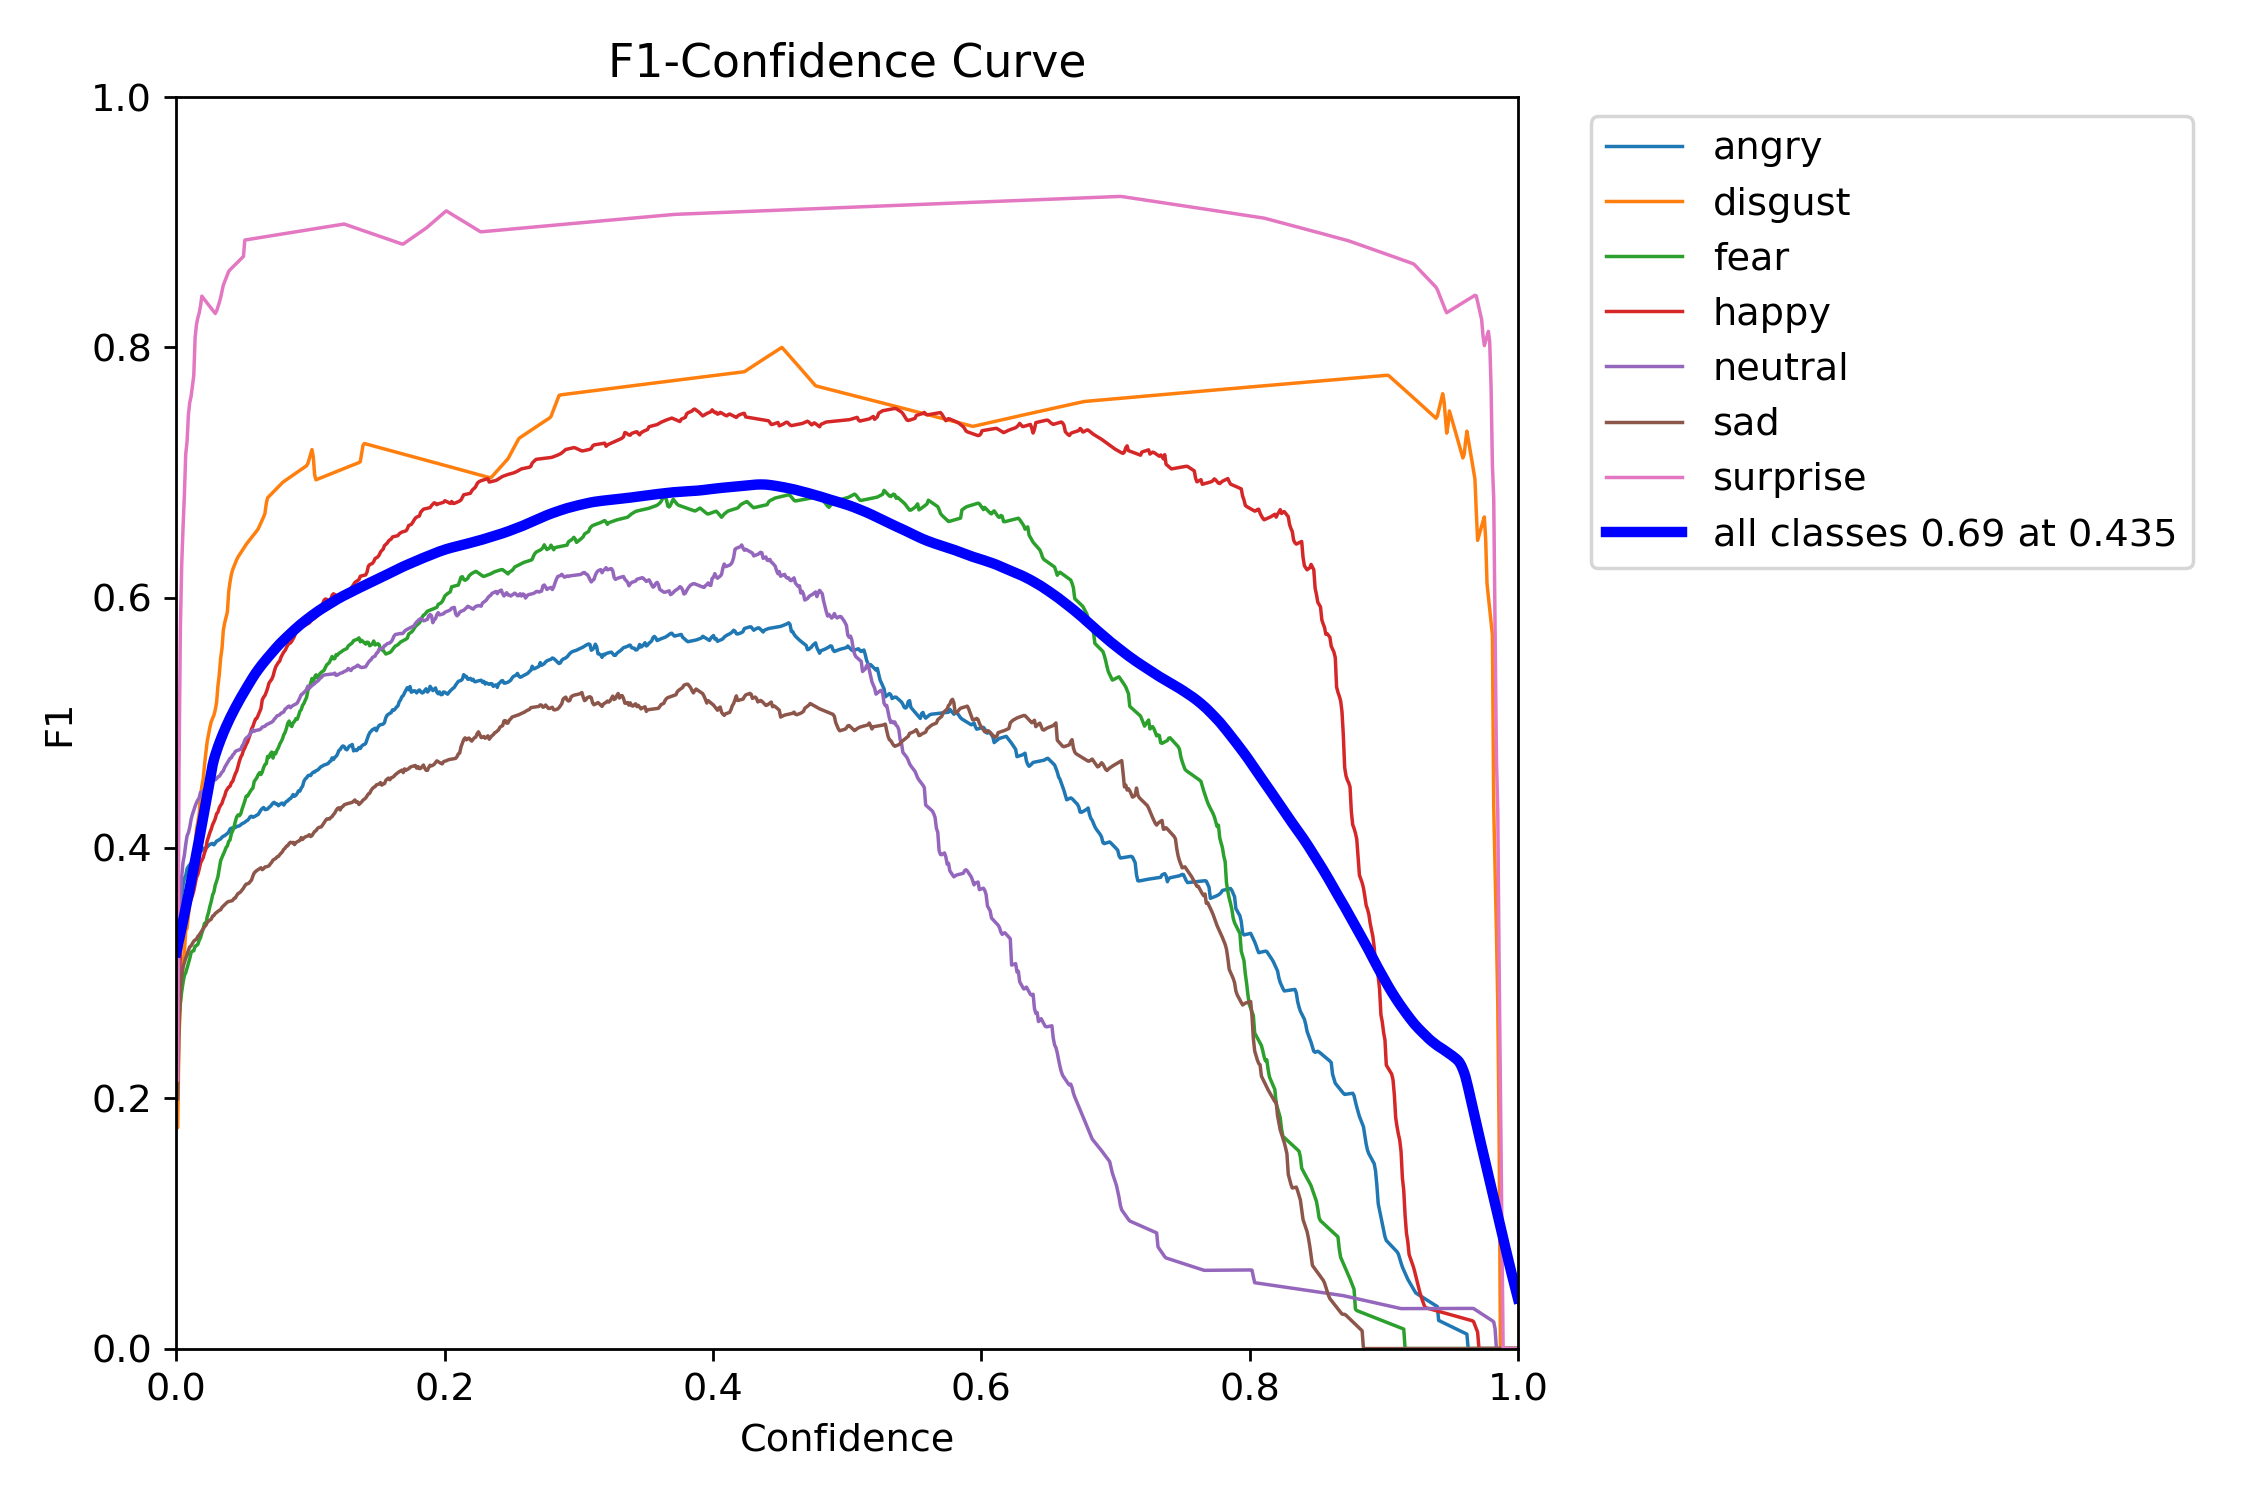 F1-Confidence Curve
1.0
0.8
0.6
0.4
0.2
0.0
F1
0.0 0.2 0.4 0.6 0.8 1.0
Confidence
angry
disgust
fear
happy
neutral
sad
surprise
all classes 0.69 at 0.435